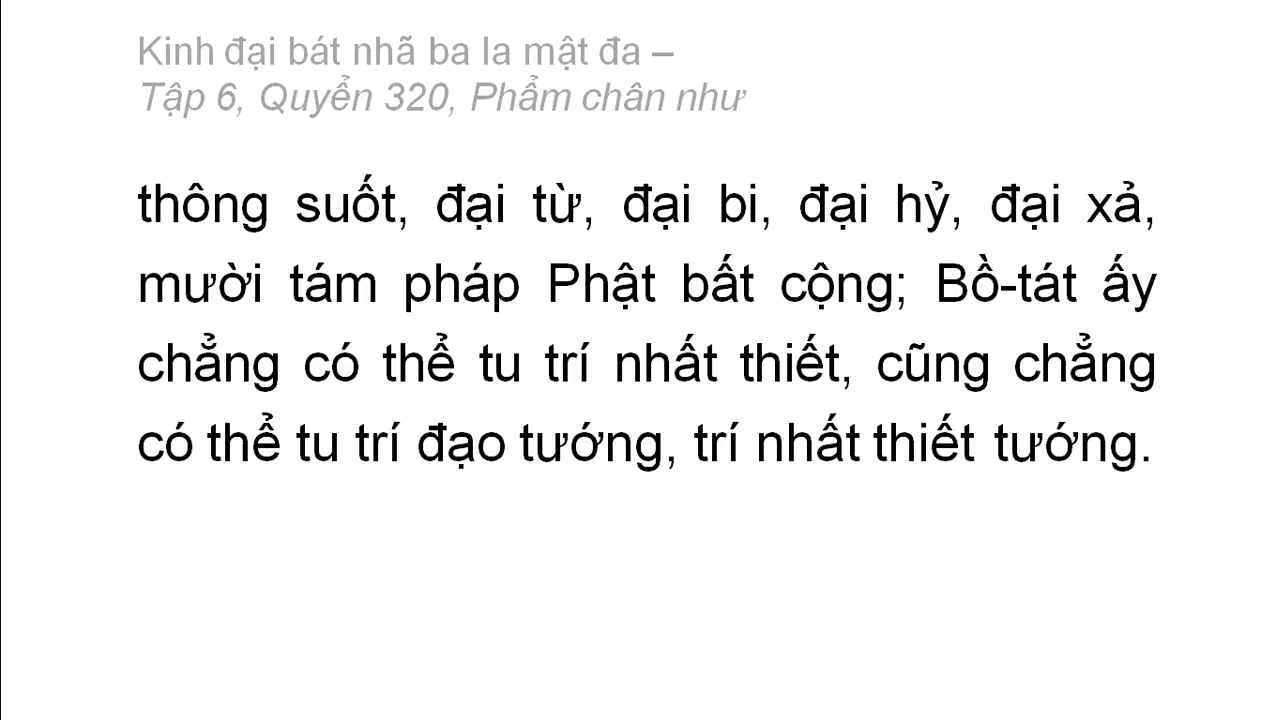 Kinh đại bát nhã ba la mật đa –
Tập 6, Quyển 320, Phẩm chân như
thông suốt, đại từ, đại bi, đại hỷ, đại xả,
mười tám pháp Phật bất cộng; Bồ-tát ấy
chẳng có thể tu trí nhất thiết, cũng chẳng
có thể tu trí đạo tướng, trí nhất thiết tướng.